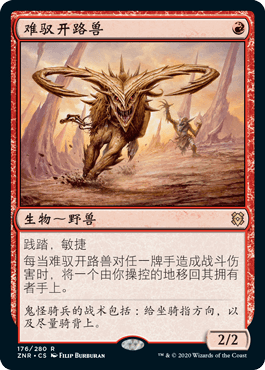 难驭开路兽
生物～野兽
践踏，敏捷
每当难驭开路兽对任一牌手造成战斗伤
害时，将一个由你操控的地移回其拥有
者手上。
鬼怪骑兵的战术包括：给坐骑指方向，以
及尽量骑背上。
2/2
176/280 R
ZNR • CS FILIP BURBURAN
™ & © 2020 Wizards of the Coast